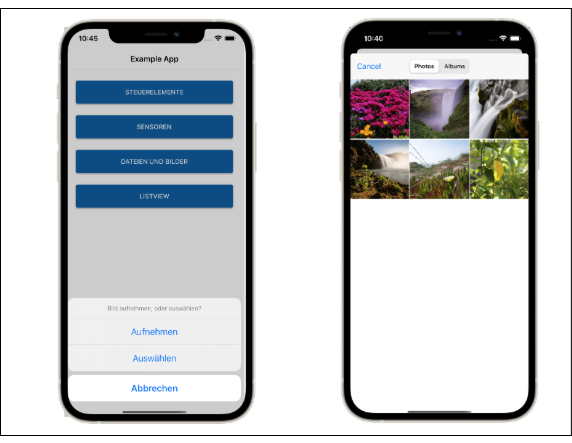 10:45
Example App
STEUERELEMENTE
SENSOREN
DATEIEN UND BILDER
LISTVIEW
Bild aufnehmen, oder auswählen?
Aufnehmen
Auswählen
Abbrechen
10:40
Cancel
Photos
Albums